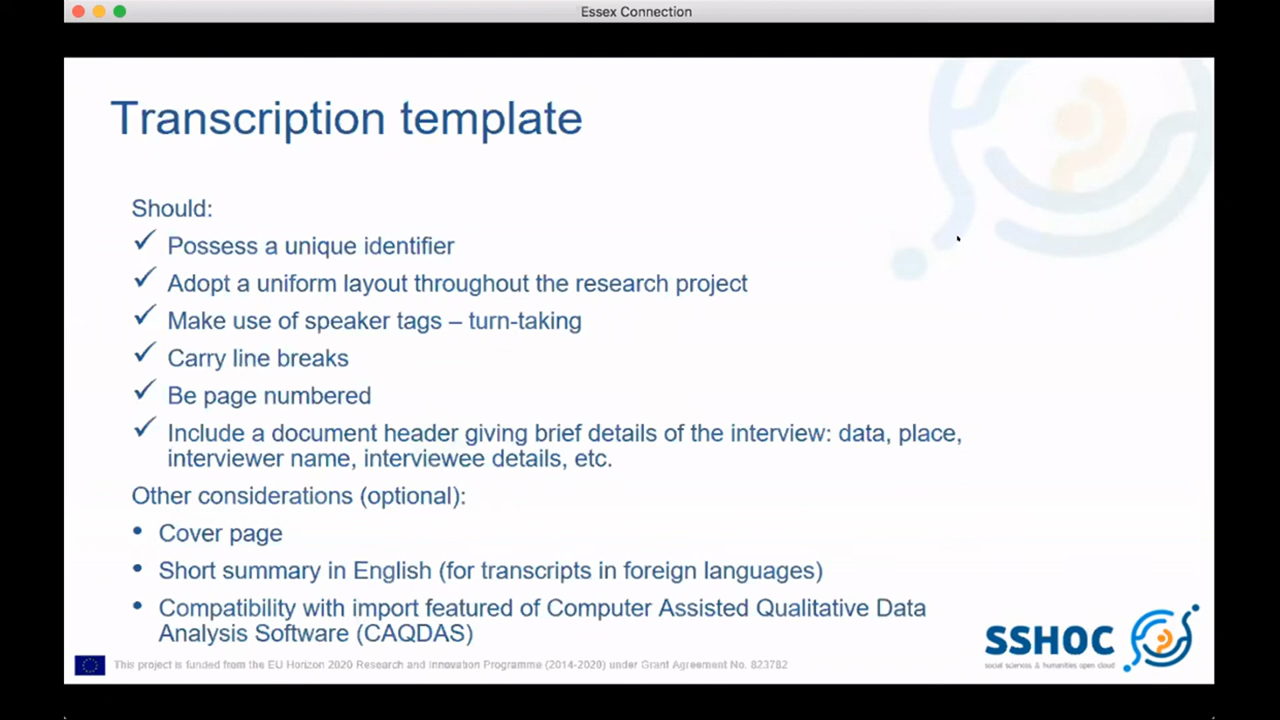 Essex Connection
Transcription template
Should:
✓ Possess a unique identifier
✓ Adopt a uniform layout throughout the research project
✓ Make use of speaker tags – turn-taking
✓ Carry line breaks
✓ Be page numbered
✓ Include a document header giving brief details of the interview: data, place,
interviewer name, interviewee details, etc.
Other considerations (optional):
• Cover page
• Short summary in English (for transcripts in foreign languages)
• Compatibility with import featured of Computer Assisted Qualitative Data
Analysis Software (CAQDAS)
SSHOC
social sciences & humanities open cloud
This project is funded from the EU Horizon 2020 Research and Innovation Programme (2014-2020) under Grant Agreement No. 823782